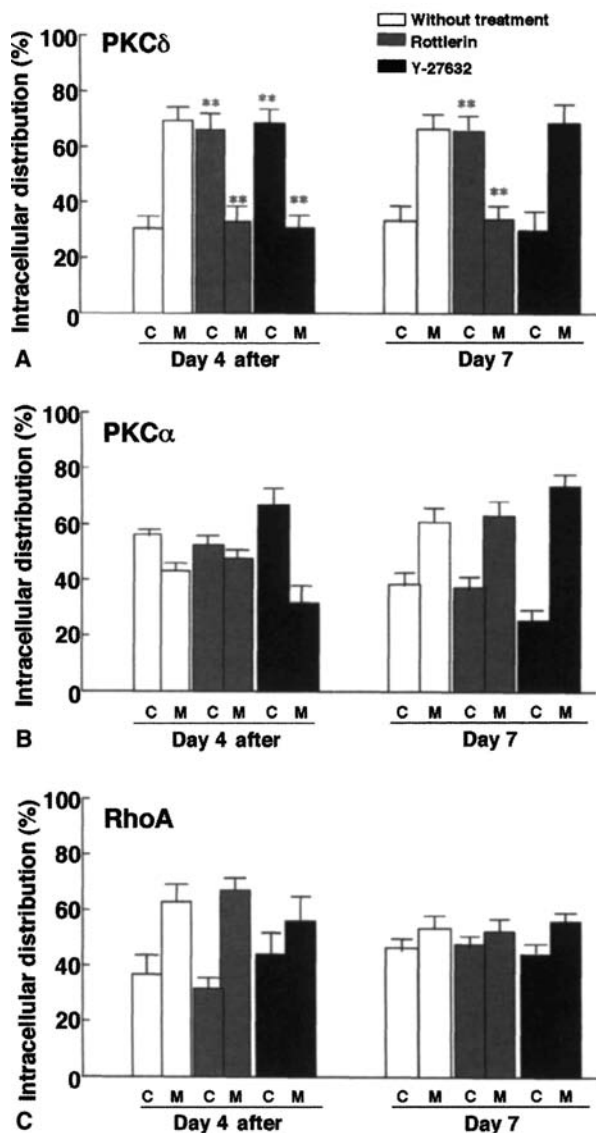 Without treatment
Rottlerin
Y-27632
PKCδ
Intracellular distribution (%)
100
80
60
40
20
0
** ** ** ** ** **
C M C M C M C M C M C M
Day 4 after Day 7
A
PKCα
Intracellular distribution (%)
100
80
60
40
20
0
C M C M C M C M C M C M
Day 4 after Day 7
B
RhoA
Intracellular distribution (%)
100
80
60
40
20
0
C M C M C M C M C M C M
Day 4 after Day 7
C